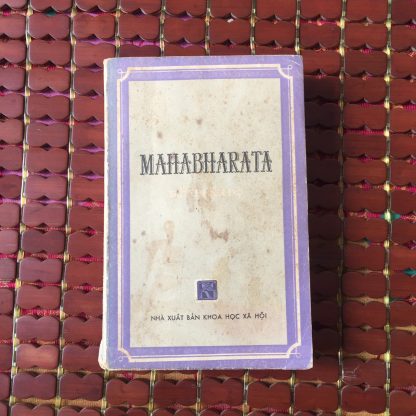 MAHABHARATA
NHÀ XUẤT BẢN KHOA HỌC XÃ HỘI